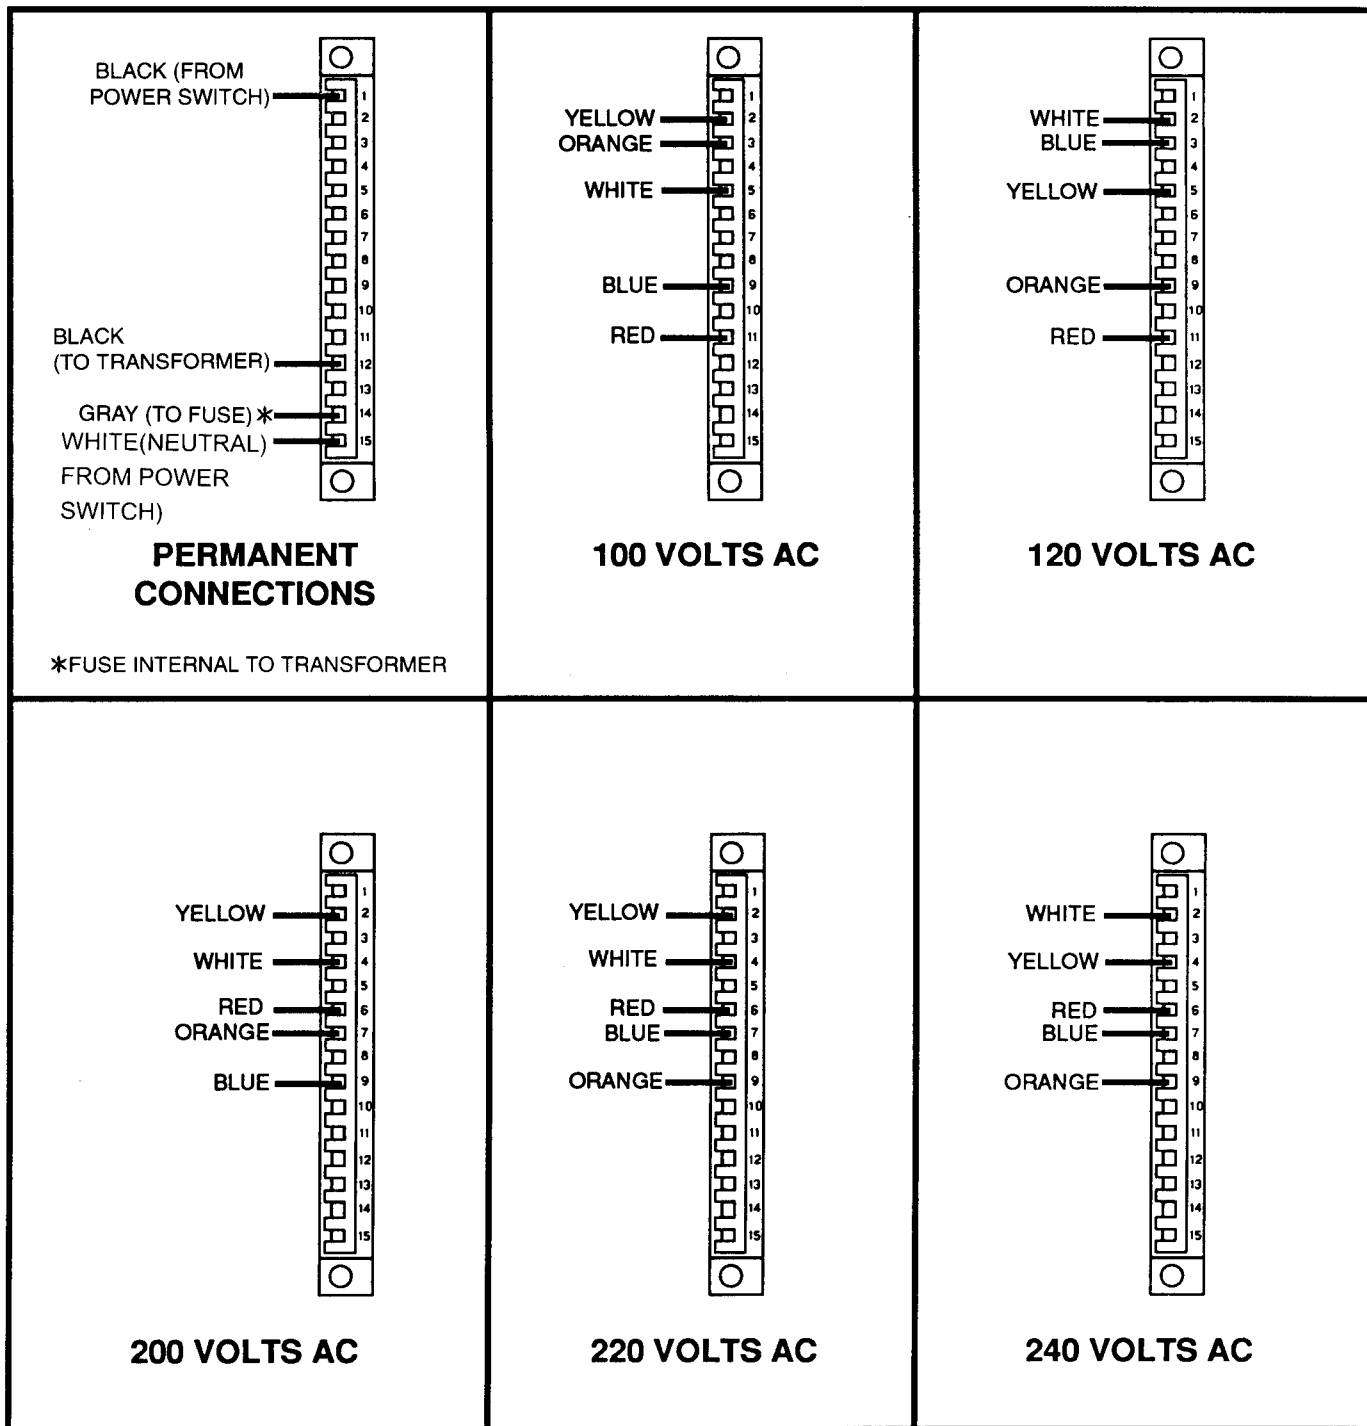 BLACK (FROM
POWER SWITCH)
1
2
3
4
5
6
7
8
9
10
11
12
13
14
15
BLACK
(TO TRANSFORMER)
GRAY (TO FUSE)*
WHITE(NEUTRAL)
FROM POWER
SWITCH)
PERMANENT
CONNECTIONS
*FUSE INTERNAL TO TRANSFORMER
YELLOW
ORANGE
WHITE
BLUE
RED
1
2
3
4
5
6
7
8
9
10
11
12
13
14
15
100 VOLTS AC
WHITE
BLUE
YELLOW
ORANGE
RED
1
2
3
4
5
6
7
8
9
10
11
12
13
14
15
120 VOLTS AC
YELLOW
WHITE
RED
ORANGE
BLUE
1
2
3
4
5
6
7
8
9
10
11
12
13
14
15
200 VOLTS AC
YELLOW
WHITE
RED
BLUE
ORANGE
1
2
3
4
5
6
7
8
9
10
11
12
13
14
15
220 VOLTS AC
WHITE
YELLOW
RED
BLUE
ORANGE
1
2
3
4
5
6
7
8
9
10
11
12
13
14
15
240 VOLTS AC